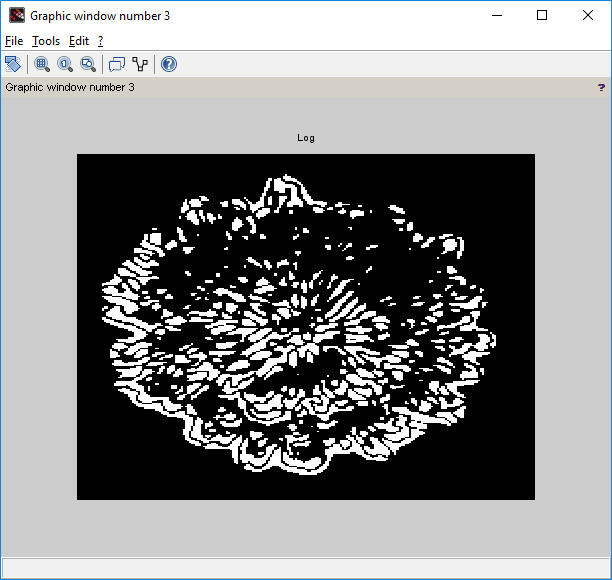 Graphic window number 3
File Tools Edit ?
Graphic window number 3 ?
Log